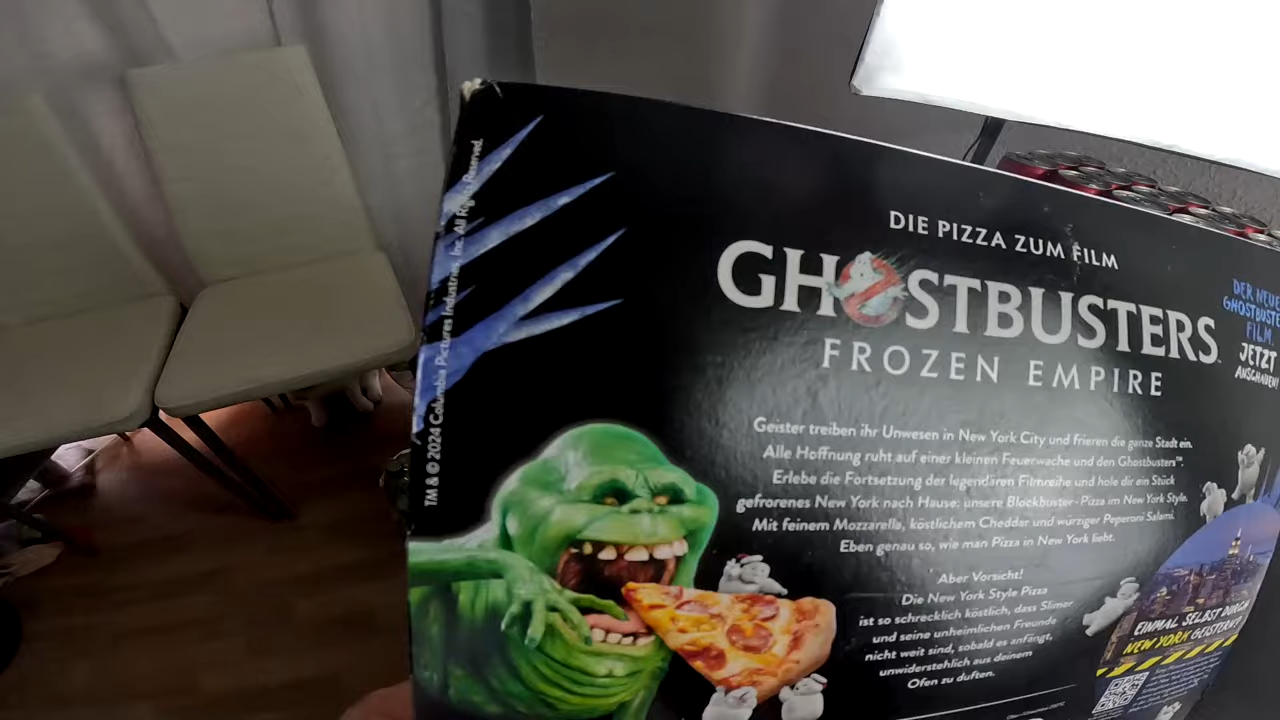 TM & © 2024 Columbia Pictures Industries, Inc. All Rights Reserved.
DIE PIZZA ZUM FILM
GHOSTBUSTERS
FROZEN EMPIRE
DER NEUE
GHOSTBUSTE
FILM.
JETZT
ANSCHAUEN!
Geister treiben ihr Unwesen in New York City und frieren die ganze Stadt ein.
Alle Hoffnung ruht auf einer kleinen Feuerwache und den Ghostbusters™.
Erlebe die Fortsetzung der legendären Filmreihe und hole dir ein Stück
gefrorenes New York nach Hause: unsere Blockbuster-Pizza im New York Style.
Mit feinem Mozzarella, köstlichem Cheddar und würziger Peperoni Salami.
Eben genau so, wie man Pizza in New York liebt.
Aber Vorsicht!
Die New York Style Pizza
ist so schrecklich köstlich, dass Slimer
und seine unheimlichen Freunde
nicht weit sind, sobald es anfängt,
unwiderstehlich aus deinem
Ofen zu duften.
EINMAL SELBST DURCH
NEW YORK GEISTERN?